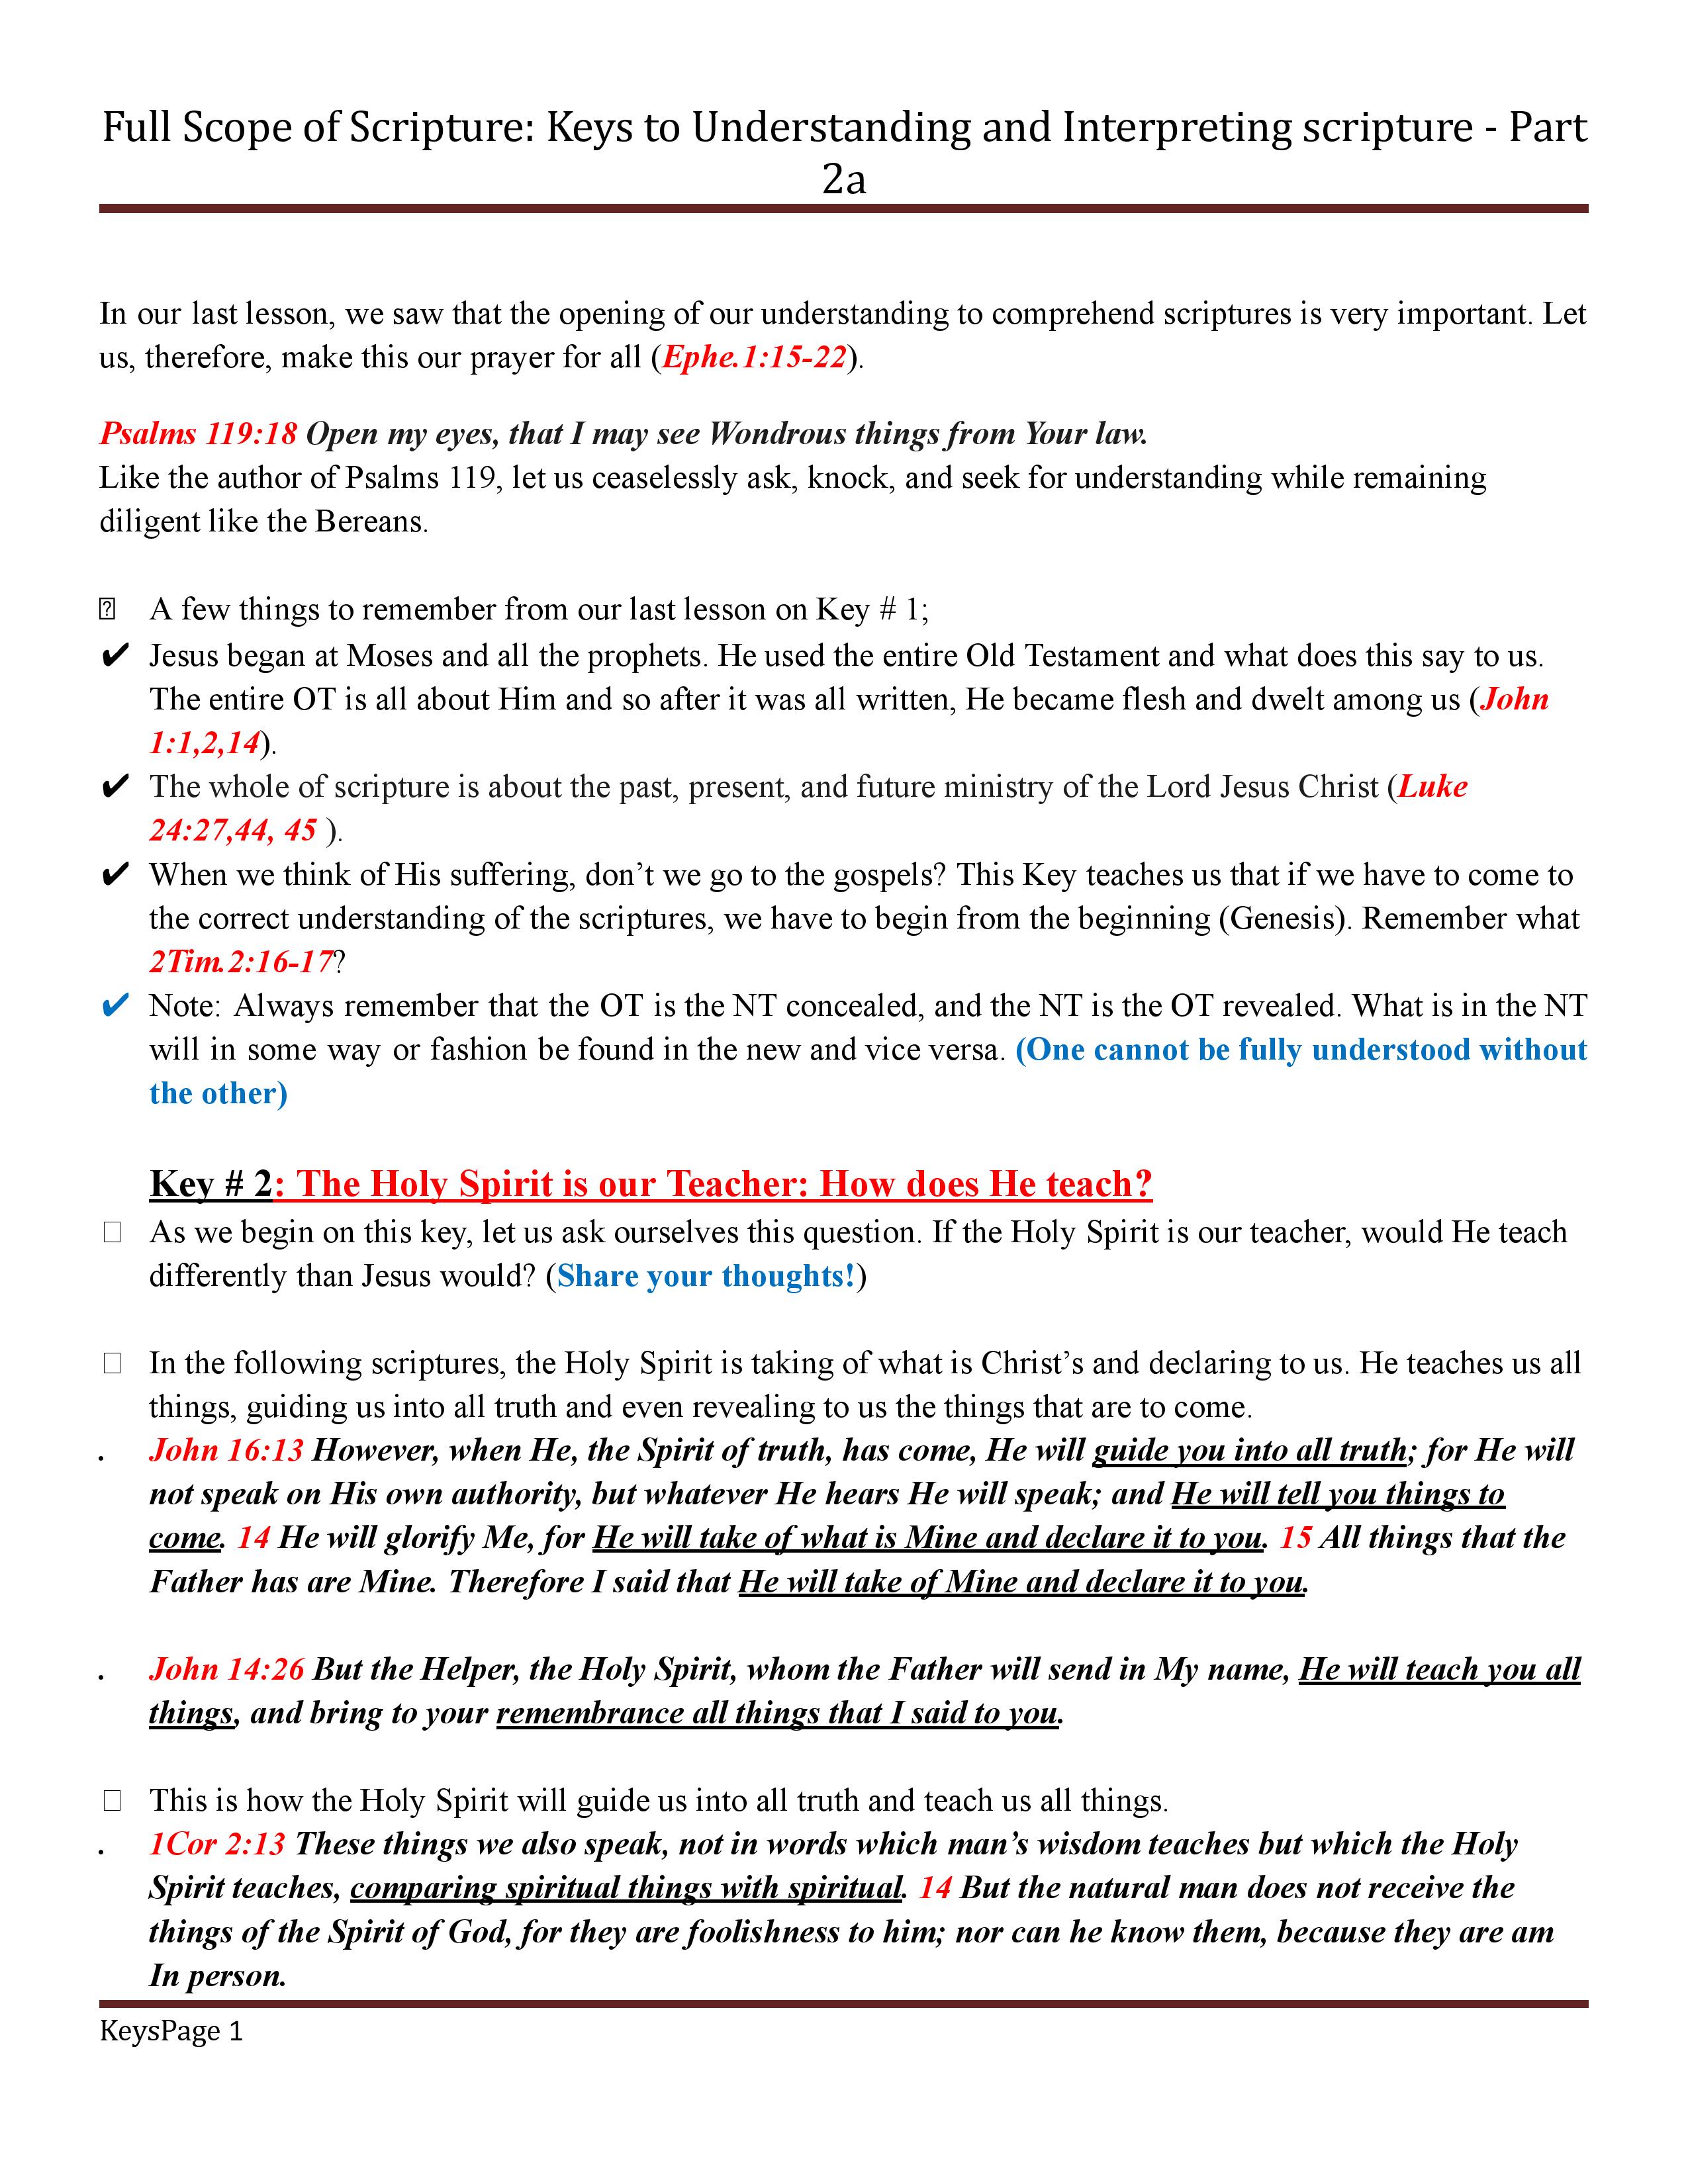 Full Scope of Scripture: Keys to Understanding and Interpreting scripture - Part
2a
In our last lesson, we saw that the opening of our understanding to comprehend scriptures is very important. Let
us, therefore, make this our prayer for all (Ephe.1:15-22).
Psalms 119:18 Open my eyes, that I may see Wondrous things from Your law.
Like the author of Psalms 119, let us ceaselessly ask, knock, and seek for understanding while remaining
diligent like the Bereans.
A few things to remember from our last lesson on Key # 1;
✔ Jesus began at Moses and all the prophets. He used the entire Old Testament and what does this say to us.
The entire OT is all about Him and so after it was all written, He became flesh and dwelt among us (John
1:1,2,14).
✔ The whole of scripture is about the past, present, and future ministry of the Lord Jesus Christ (Luke
24:27,44, 45 ).
✔ When we think of His suffering, don’t we go to the gospels? This Key teaches us that if we have to come to
the correct understanding of the scriptures, we have to begin from the beginning (Genesis). Remember what
2Tim.2:16-17?
✔ Note: Always remember that the OT is the NT concealed, and the NT is the OT revealed. What is in the NT
will in some way or fashion be found in the new and vice versa. (One cannot be fully understood without
the other)
Key # 2: The Holy Spirit is our Teacher: How does He teach?
As we begin on this key, let us ask ourselves this question. If the Holy Spirit is our teacher, would He teach
differently than Jesus would? (Share your thoughts!)
In the following scriptures, the Holy Spirit is taking of what is Christ’s and declaring to us. He teaches us all
things, guiding us into all truth and even revealing to us the things that are to come.
. John 16:13 However, when He, the Spirit of truth, has come, He will guide you into all truth; for He will
not speak on His own authority, but whatever He hears He will speak; and He will tell you things to
come. 14 He will glorify Me, for He will take of what is Mine and declare it to you. 15 All things that the
Father has are Mine. Therefore I said that He will take of Mine and declare it to you.
. John 14:26 But the Helper, the Holy Spirit, whom the Father will send in My name, He will teach you all
things, and bring to your remembrance all things that I said to you.
This is how the Holy Spirit will guide us into all truth and teach us all things.
. 1Cor 2:13 These things we also speak, not in words which man’s wisdom teaches but which the Holy
Spirit teaches, comparing spiritual things with spiritual. 14 But the natural man does not receive the
things of the Spirit of God, for they are foolishness to him; nor can he know them, because they are am
In person.
KeysPage 1